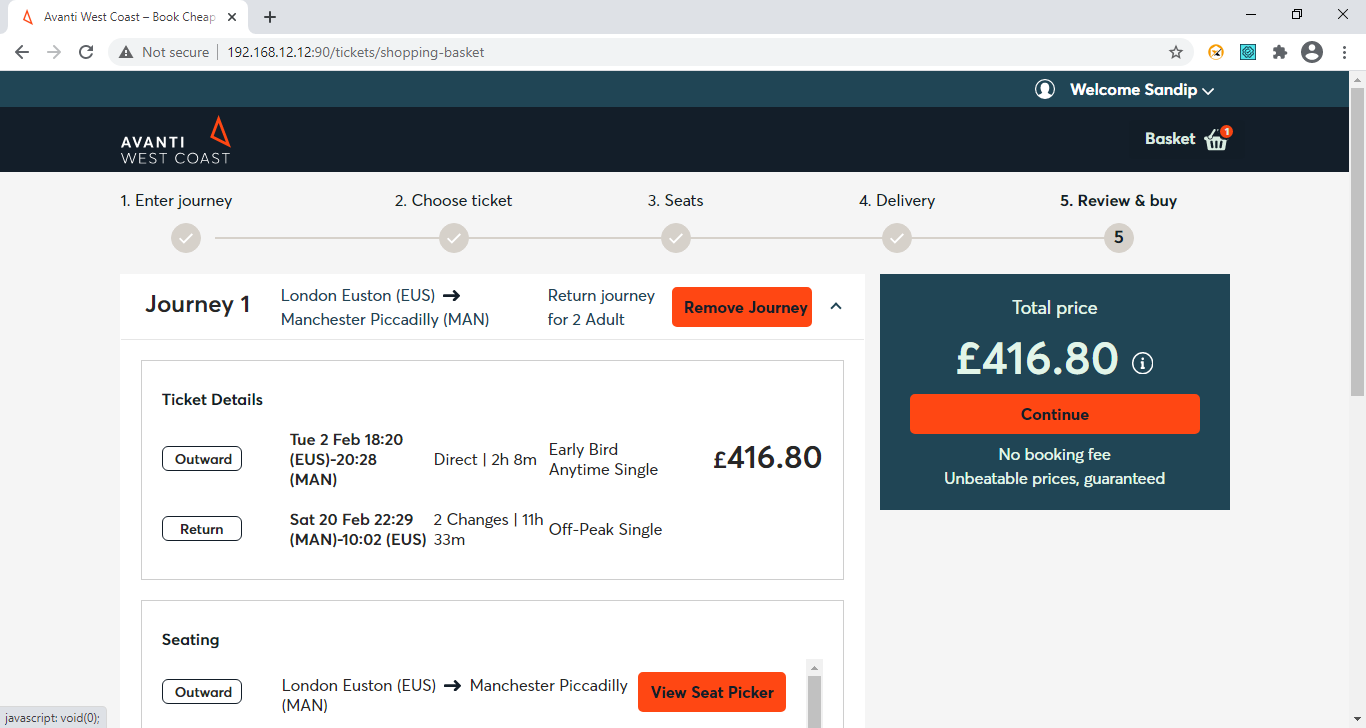 Avanti West Coast – Book Cheap
Not secure
192.168.12.12:90/tickets/shopping-basket
Welcome Sandip
AVANTI
WEST COAST
Basket
1
1. Enter journey
2. Choose ticket
3. Seats
4. Delivery
5. Review & buy
5
Journey 1
London Euston (EUS) ➔
Manchester Piccadilly (MAN)
Return journey
for 2 Adult
Remove Journey
Total price
£416.80
Continue
No booking fee
Unbeatable prices, guaranteed
Ticket Details
Outward
Tue 2 Feb 18:20
(EUS)-20:28
(MAN)
Direct | 2h 8m
Early Bird
Anytime Single
£416.80
Return
Sat 20 Feb 22:29
(MAN)-10:02 (EUS)
2 Changes | 11h
33m
Off-Peak Single
Seating
Outward
London Euston (EUS) ➔ Manchester Piccadilly
(MAN)
View Seat Picker
javascript: void(0);